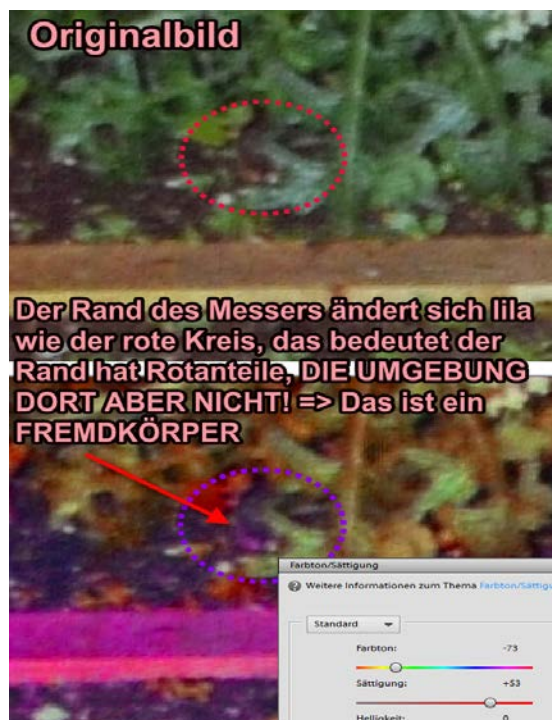 Originalbild
Der Rand des Messers ändert sich lila
wie der rote Kreis, das bedeutet der
Rand hat Rotanteile, DIE UMGEBUNG
DORT ABER NICHT! => Das ist ein
FREMDKÖRPER
Farbton/Sättigung
Weitere Informationen zum Thema Farbton/Sättigu
Standard
Farbton: -73
Sättigung: +53
Helligkeit: 0